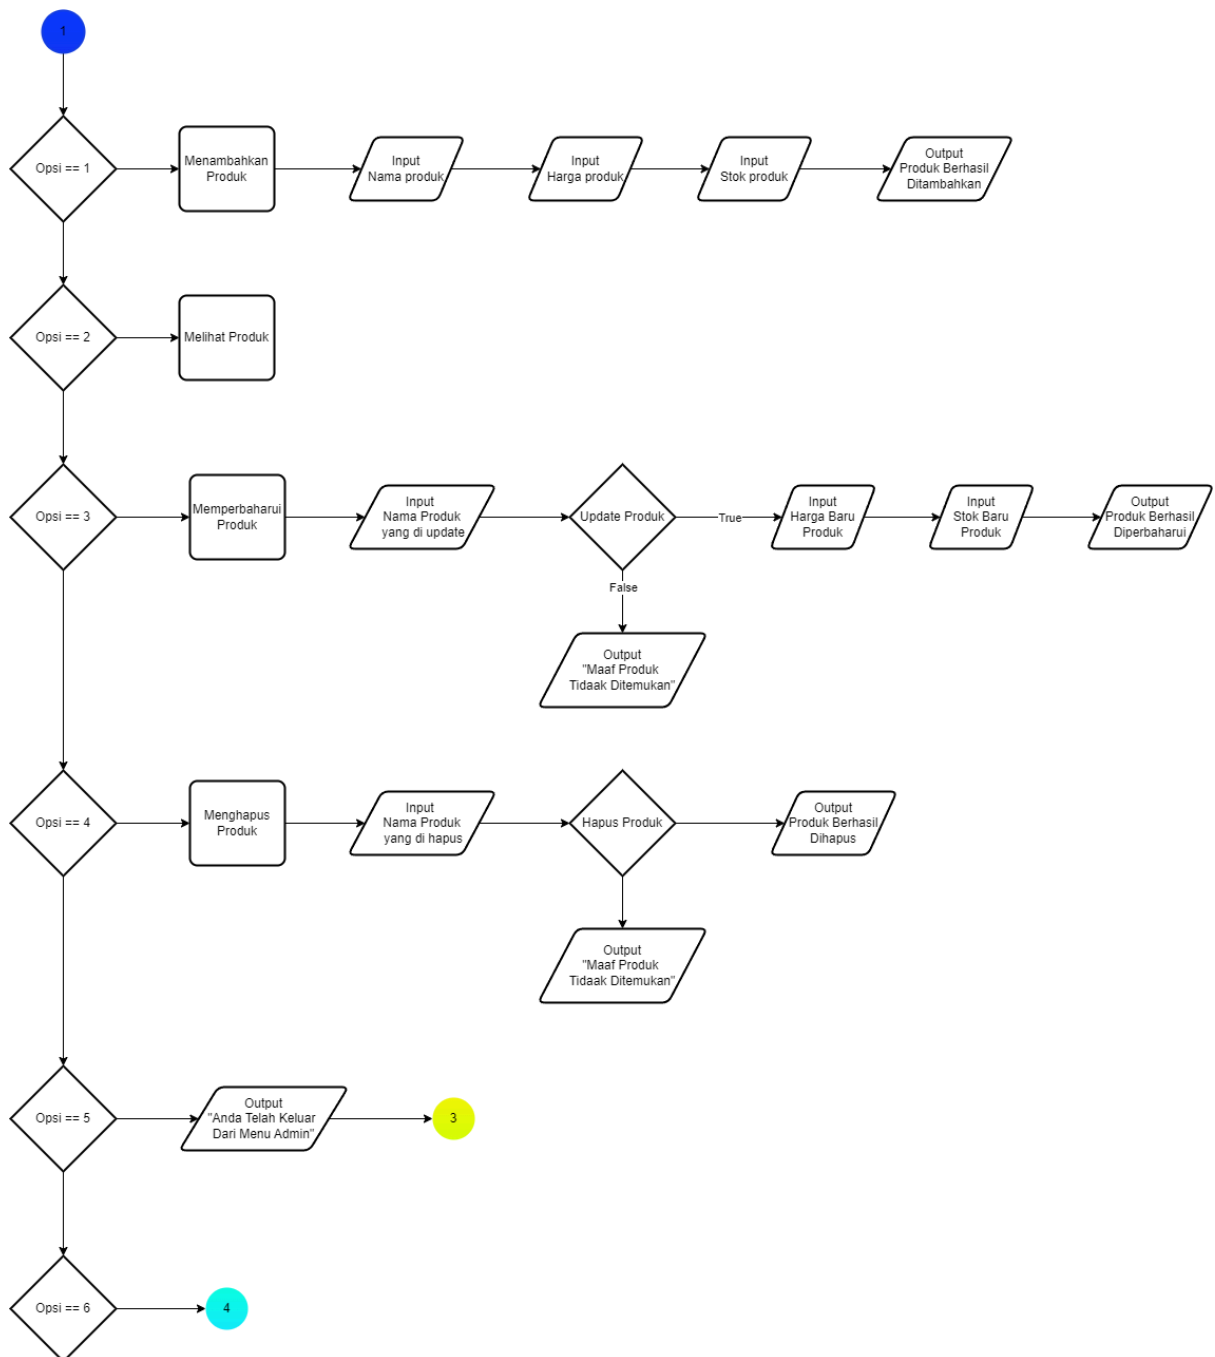 1
Opsi == 1
Menambahkan
Produk
Input
Nama produk
Input
Harga produk
Input
Stok produk
Output
Produk Berhasil
Ditambahkan
Opsi == 2
Melihat Produk
Opsi == 3
Memperbaharui
Produk
Input
Nama Produk
yang di update
Update Produk
True
Input
Harga Baru
Produk
Input
Stok Baru
Produk
Output
Produk Berhasil
Diperbaharui
False
Output
"Maaf Produk
Tidaak Ditemukan"
Opsi == 4
Menghapus
Produk
Input
Nama Produk
yang di hapus
Hapus Produk
Output
Produk Berhasil
Dihapus
Output
"Maaf Produk
Tidaak Ditemukan"
Opsi == 5
Output
"Anda Telah Keluar
Dari Menu Admin"
3
Opsi == 6
4